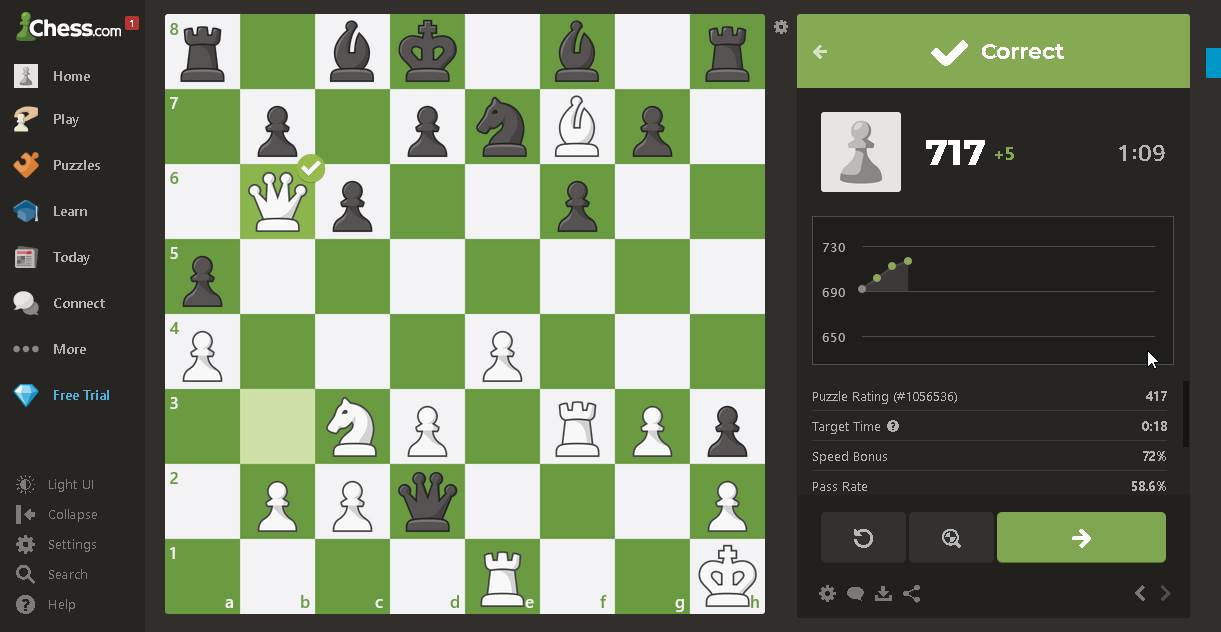 Chess.com
1
Home
Play
Puzzles
Learn
Today
Connect
More
Free Trial
Light UI
Collapse
Settings
Search
Help
8
7
6
5
4
3
2
1
a b c d e f g h
Correct
717 +5 1:09
730
690
650
Puzzle Rating (#1056536) 417
Target Time ? 0:18
Speed Bonus 72%
Pass Rate 58.6%